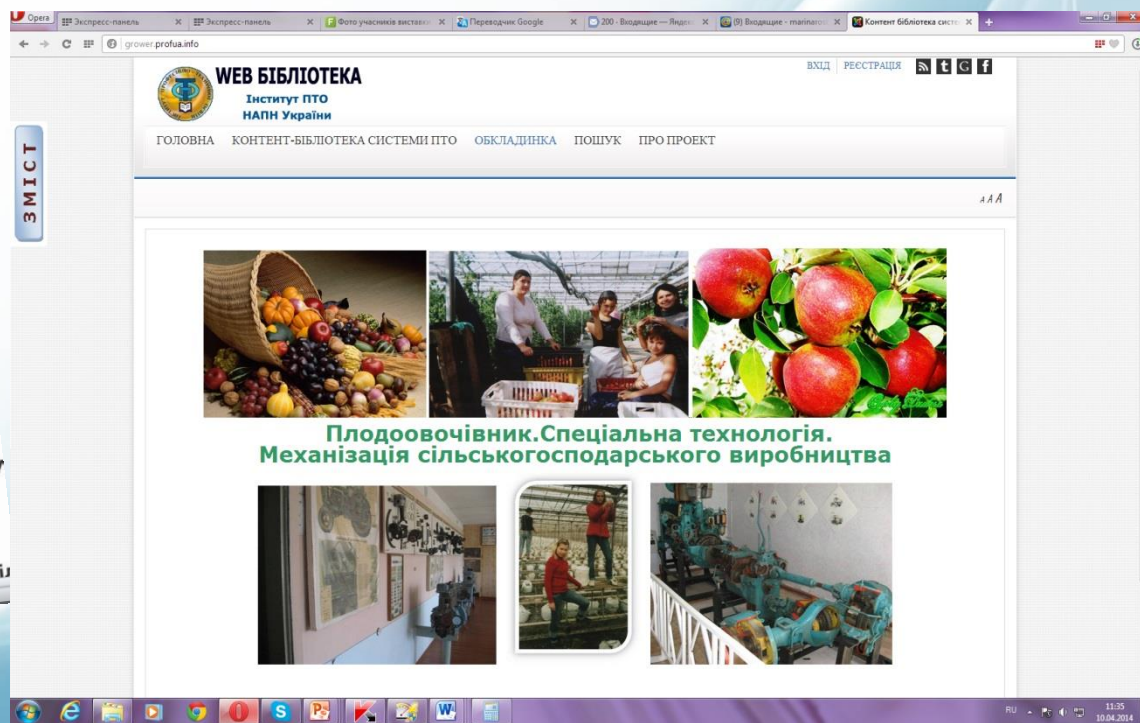 Opera
Экспресс-панель
Экспресс-панель
Фото учасників виставки
Переводчик Google
200 - Входящие — Яндекс
(9) Входящие - marinaros
Контент бібліотека систе
grower.profua.info
WEB БІБЛІОТЕКА
Інститут ПТО
НАПН України
ВХІД РЕЄСТРАЦІЯ
ГОЛОВНА КОНТЕНТ-БІБЛІОТЕКА СИСТЕМИ ПТО ОБКЛАДИНКА ПОШУК ПРО ПРОЕКТ
ЗМІСТ
A A A
Плодоовочівник.Спеціальна технологія.
Механізація сільськогосподарського виробництва
RU
11:35
10.04.2014